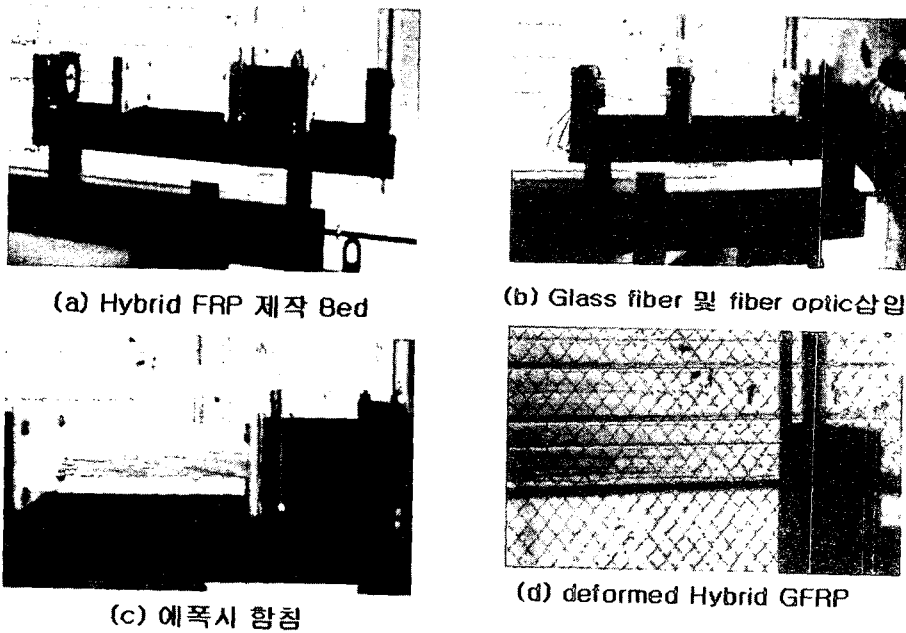 (a) Hybrid FRP 제작 Bed
(b) Glass fiber 및 fiber optic삽입
(c) 에폭시 함침
(d) deformed Hybrid GFRP